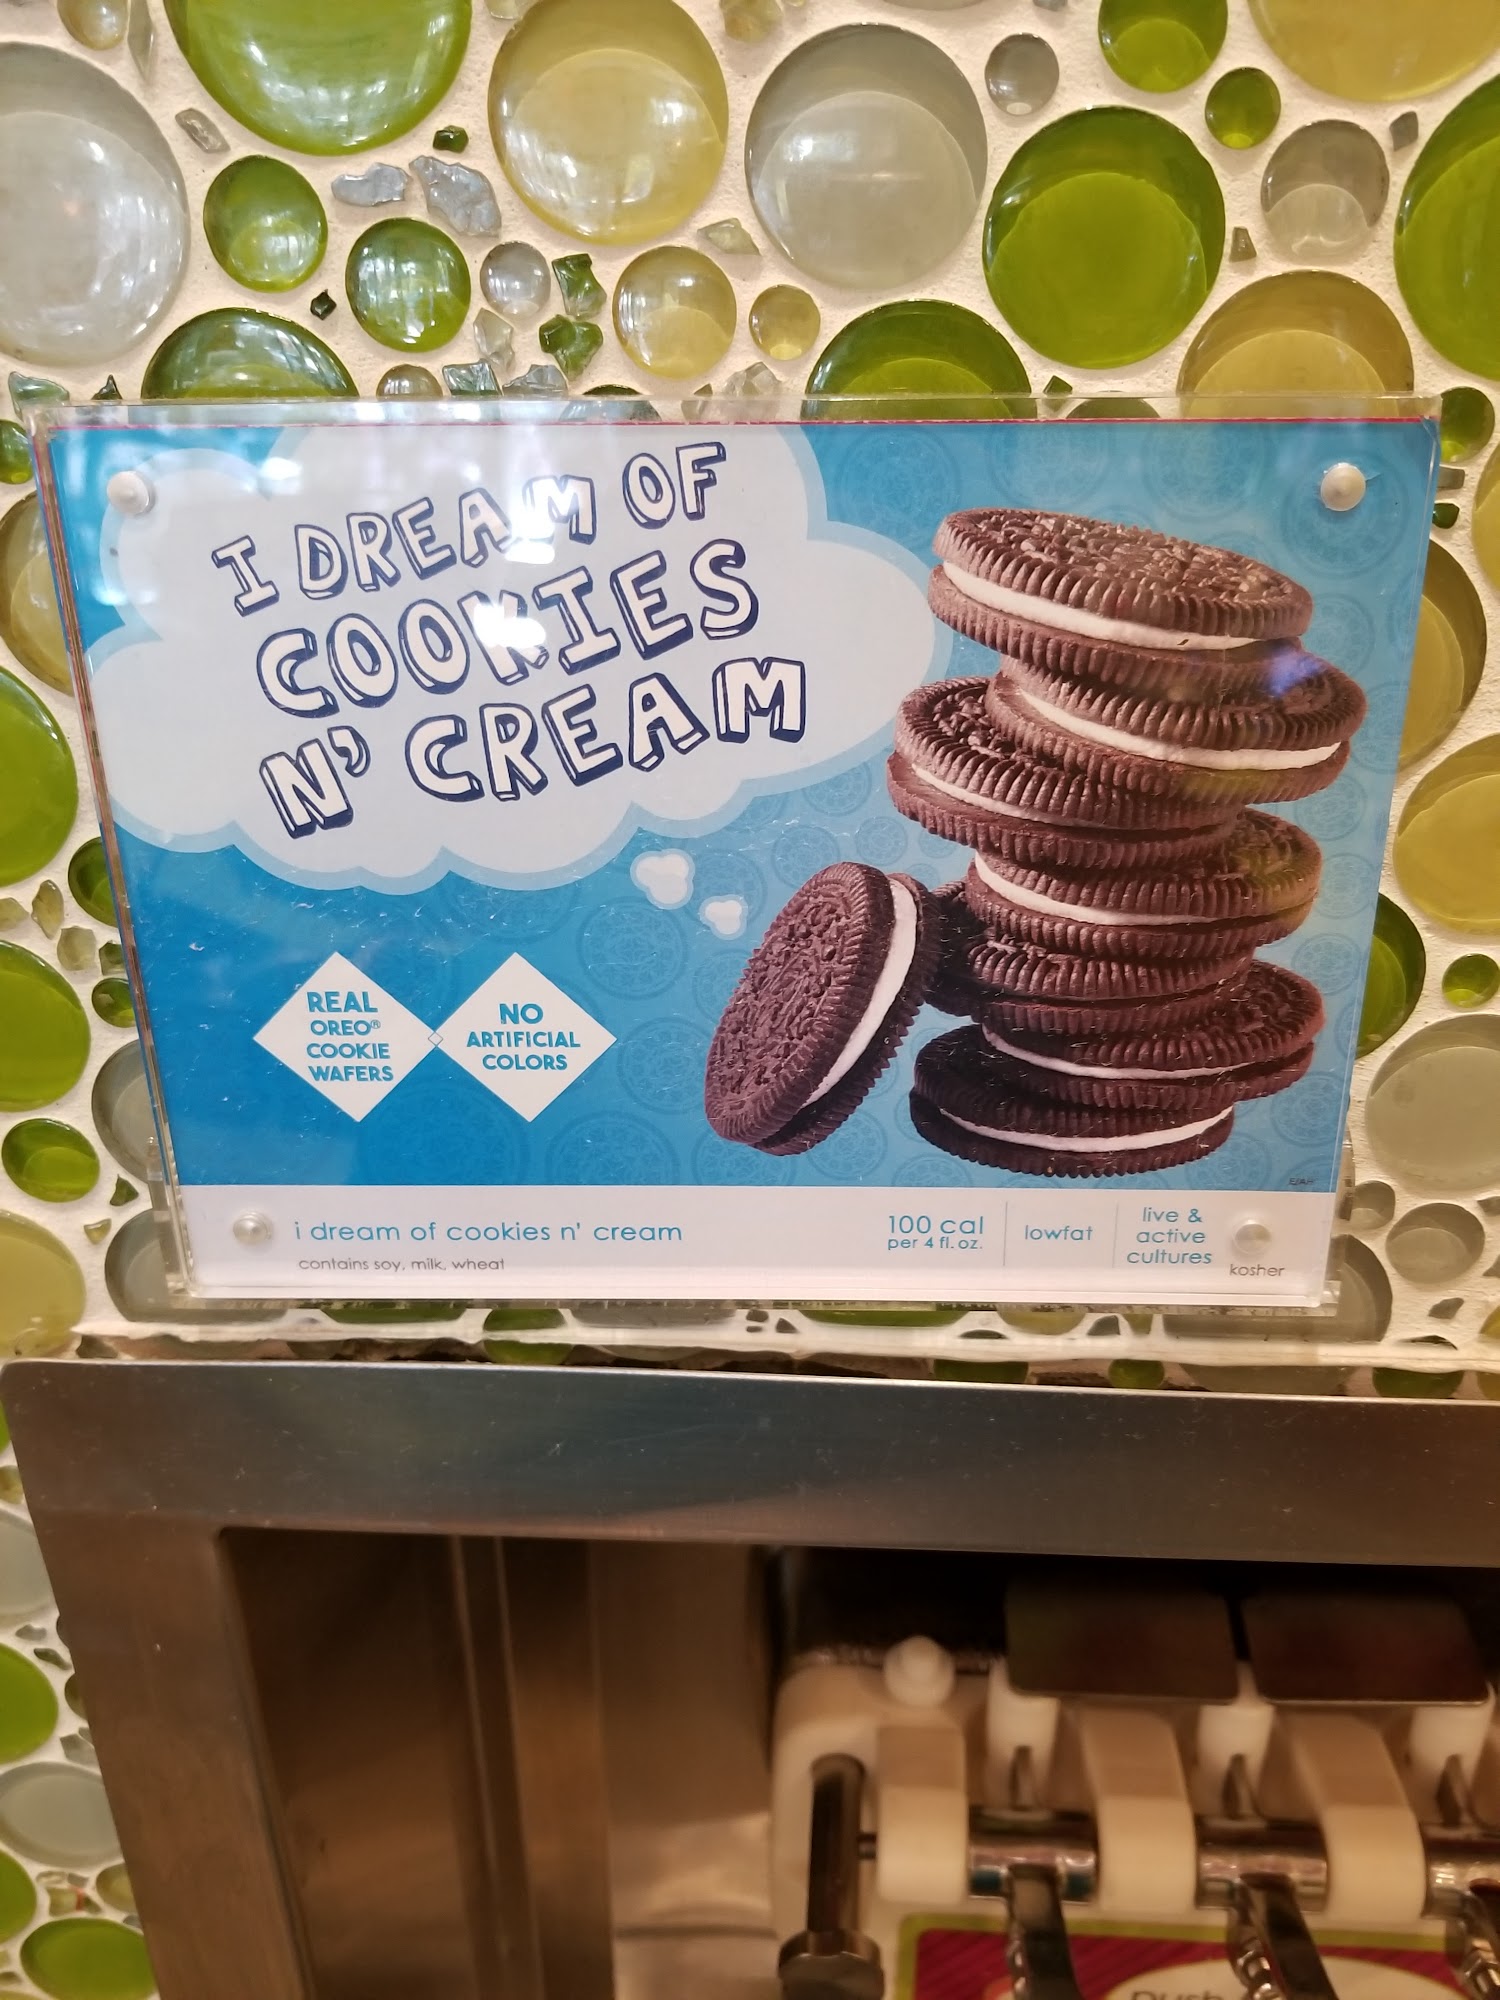 I DREAM OF
COOKIES
N' CREAM
REAL
OREO®
COOKIE
WAFERS
NO
ARTIFICIAL
COLORS
i dream of cookies n' cream
contains soy, milk, wheat
100 cal
per 4 fl. oz.
lowfat
live &
active
cultures
kosher